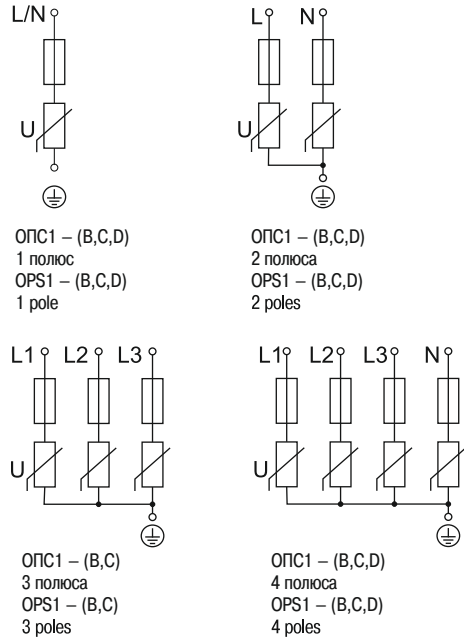 L/N
U
ОПС1 – (B,C,D)
1 полюс
OPS1 – (B,C,D)
1 pole
L N
U
ОПС1 – (B,C,D)
2 полюса
OPS1 – (B,C,D)
2 poles
L1 L2 L3
U
ОПС1 – (B,C)
3 полюса
OPS1 – (B,C)
3 poles
L1 L2 L3 N
U
ОПС1 – (B,C,D)
4 полюса
OPS1 – (B,C,D)
4 poles